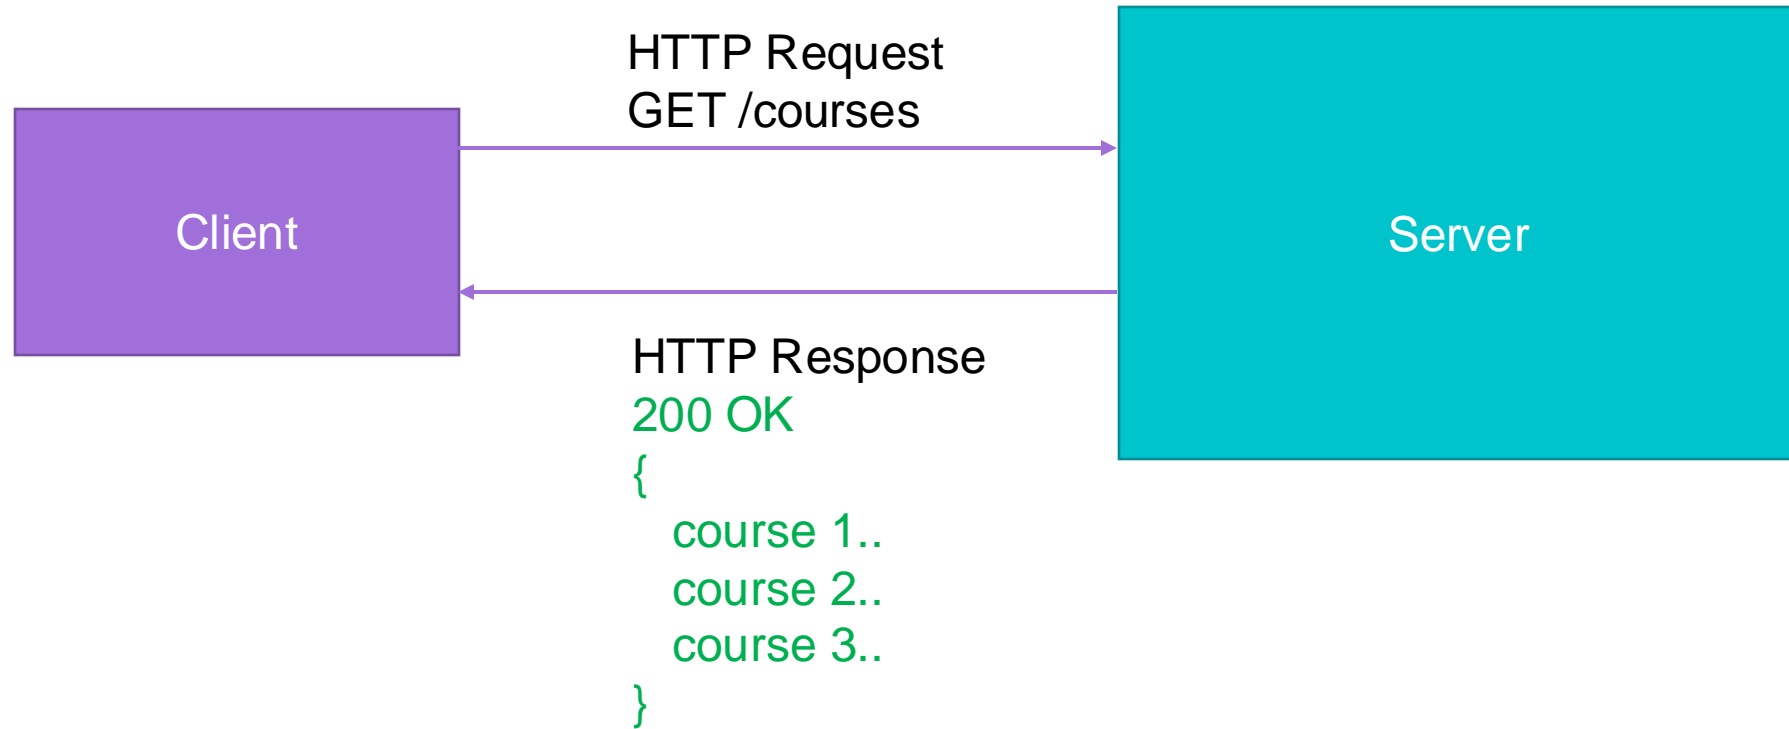 HTTP Request
GET /courses
Client
Server
HTTP Response
200 OK
{
course 1..
course 2..
course 3..
}